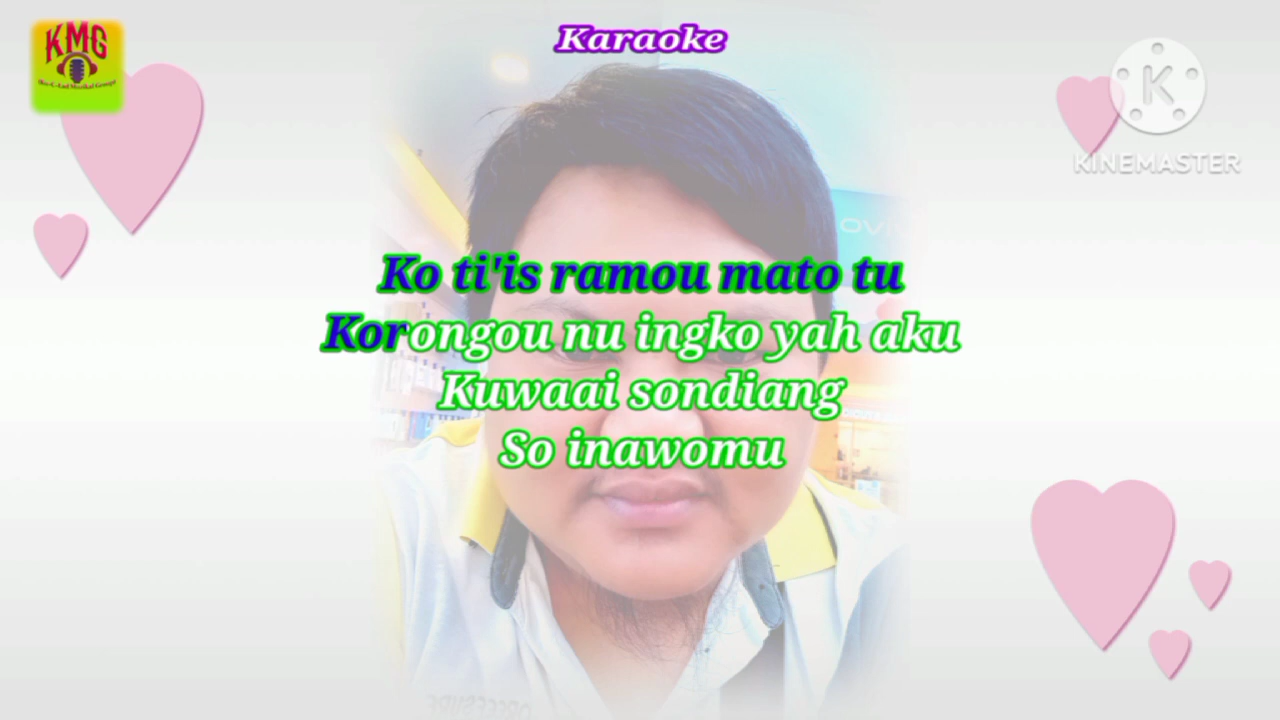 KMG
Karaoke
K
KINEMASTER
Ko ti'is ramou mato tu
Korongou nu ingko yah aku
Kuwaai sondiang
So inawomu